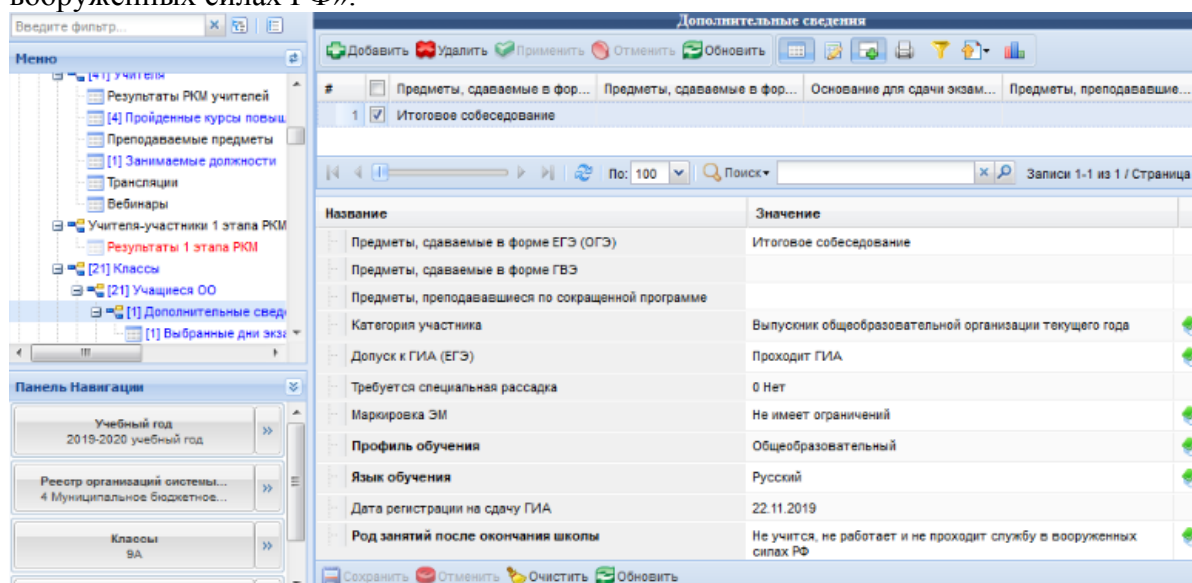 вооруженных силах РФ».
Введите фильтр...
Дополнительные сведения
Меню
Добавить Удалить Применить Отменить Обновить
[41] Учителя
Результаты РКМ учителей
[4] Пройденные курсы повыш
Преподаваемые предметы
[1] Занимаемые должности
Трансляции
Вебинары
Учителя-участники 1 этапа РКМ
Результаты 1 этапа РКМ
[21] Классы
[21] Учащиеся ОО
[1] Дополнительные свед
[1] Выбранные дни экза
# Предметы, сдаваемые в фор... Предметы, сдаваемые в фор... Основание для сдачи экзам... Предметы, преподававшие...
1 Итоговое собеседование
По: 100 Поиск Записи 1-1 из 1 / Страница
Название Значение
Предметы, сдаваемые в форме ЕГЭ (ОГЭ) Итоговое собеседование
Предметы, сдаваемые в форме ГВЭ
Предметы, преподававшиеся по сокращенной программе
Категория участника Выпускник общеобразовательной организации текущего года
Допуск к ГИА (ЕГЭ) Проходит ГИА
Требуется специальная рассадка 0 Нет
Маркировка ЭМ Не имеет ограничений
Профиль обучения Общеобразовательный
Язык обучения Русский
Дата регистрации на сдачу ГИА 22.11.2019
Род занятий после окончания школы Не учится, не работает и не проходит службу в вооруженных
силах РФ
Панель Навигации
Учебный год
2019-2020 учебный год
Реестр организаций системы...
4 Муниципальное бюджетное...
Классы
9А
Сохранить Отменить Очистить Обновить